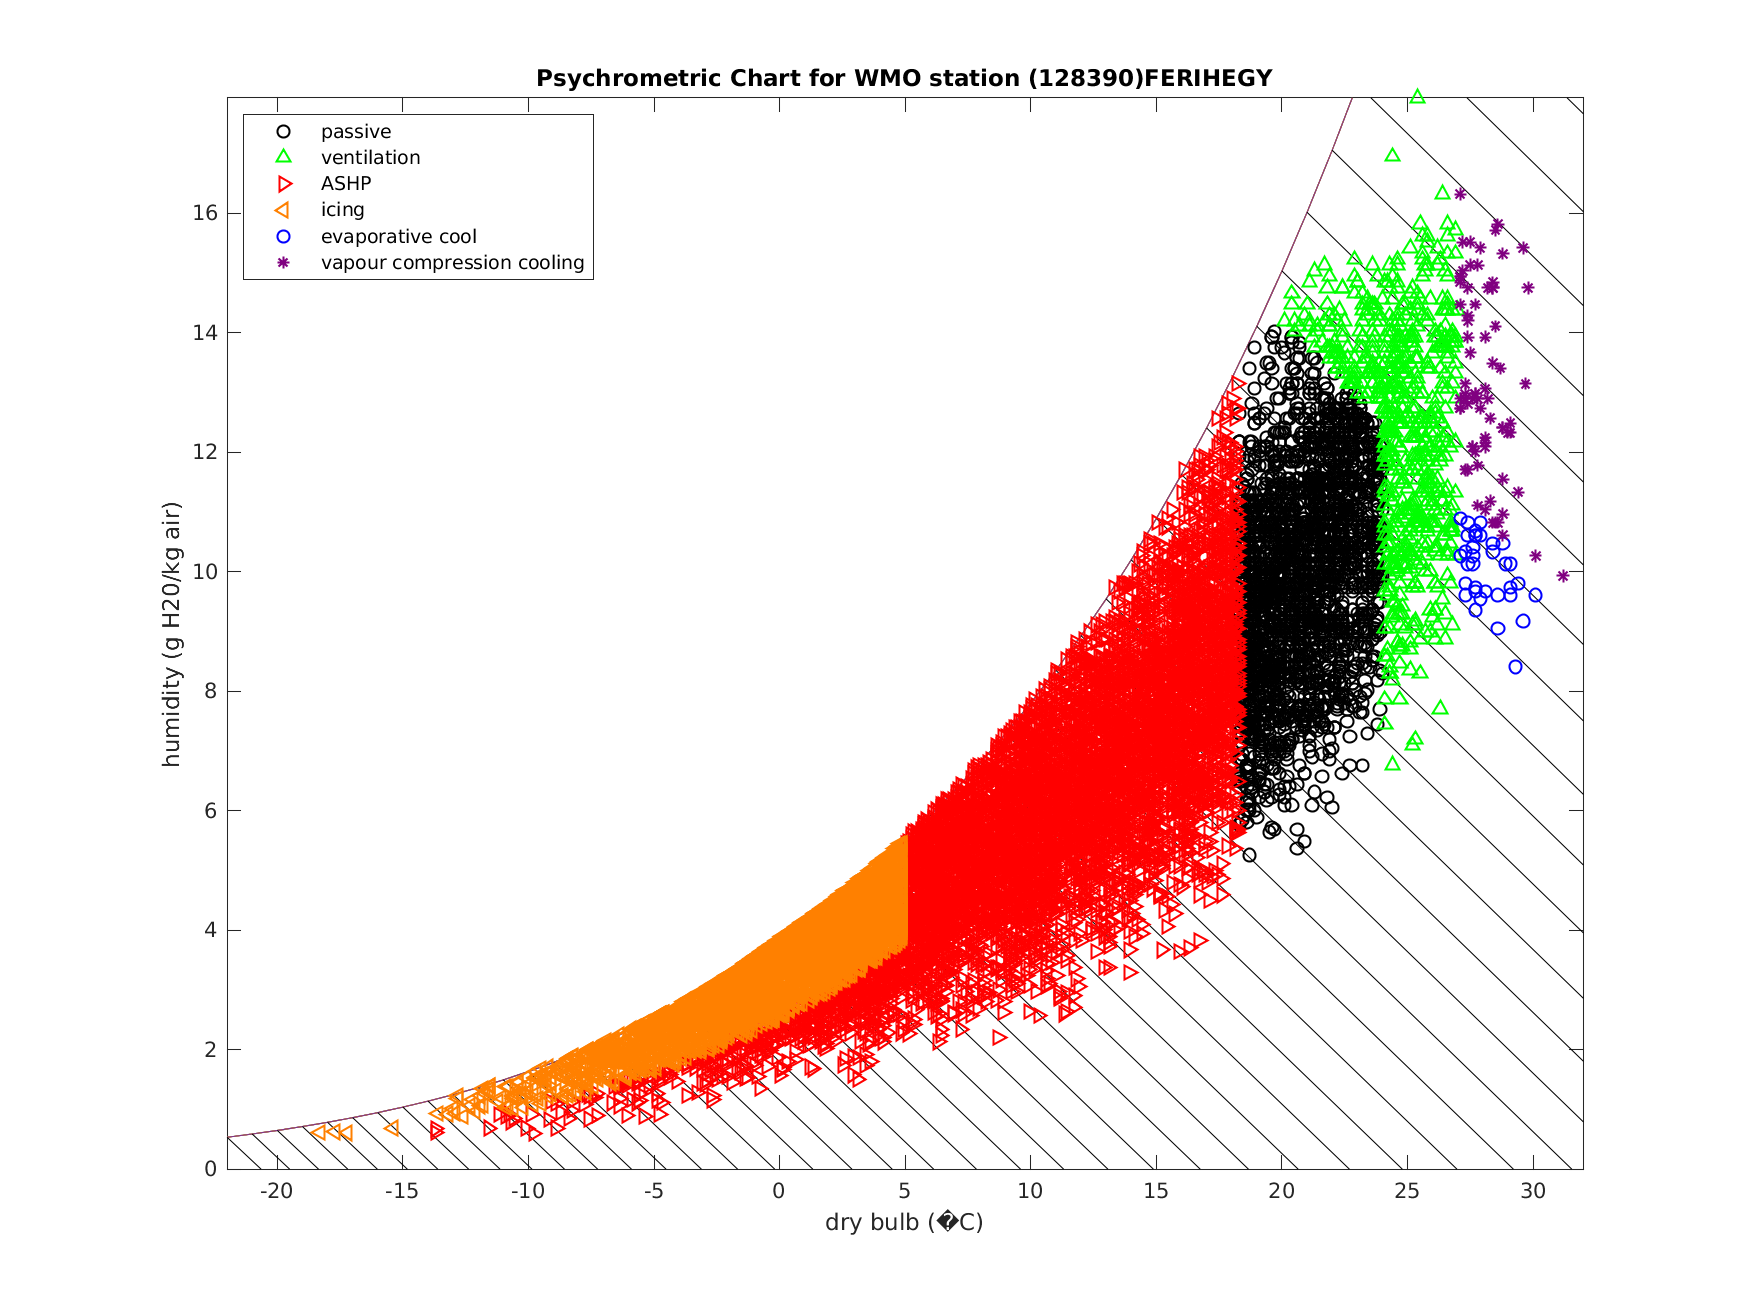 Psychrometric Chart for WMO station (128390)FERIHEGY
passive
ventilation
ASHP
icing
evaporative cool
vapour compression cooling
humidity (g H20/kg air)
16
14
12
10
8
6
4
2
0
-20 -15 -10 -5 0 5 10 15 20 25 30
dry bulb (�C)